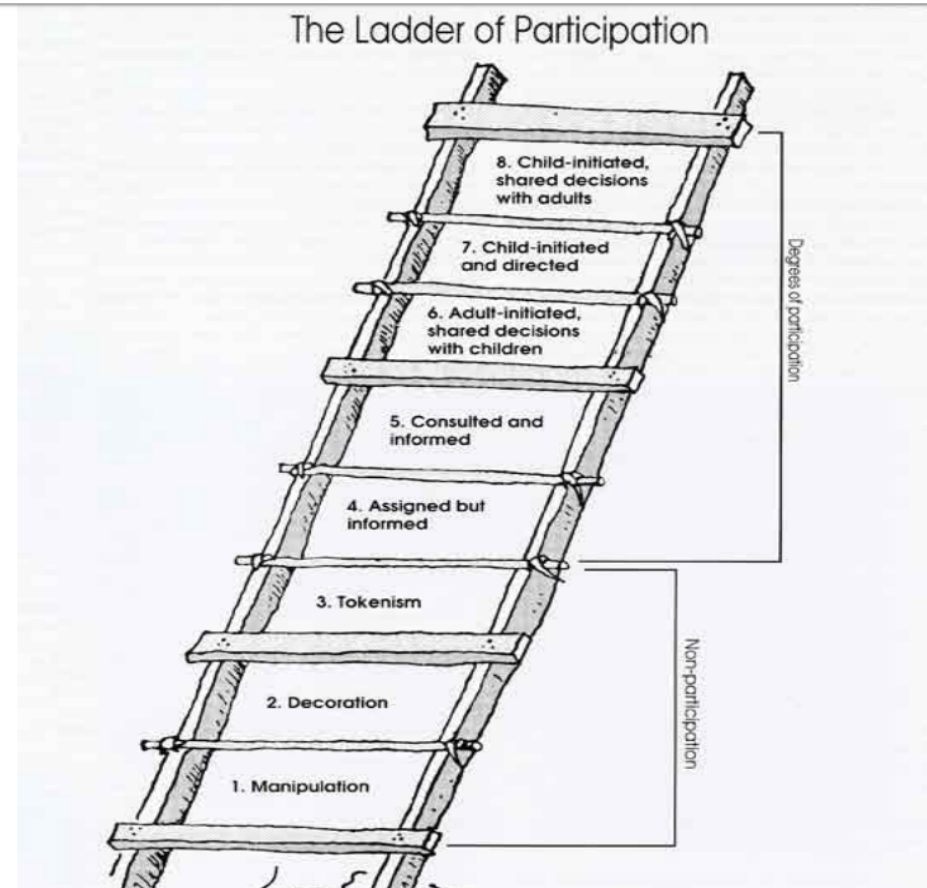 The Ladder of Participation
8. Child-initiated,
shared decisions
with adults
7. Child-initiated
and directed
6. Adult-initiated,
shared decisions
with children
5. Consulted and
informed
4. Assigned but
informed
3. Tokenism
2. Decoration
1. Manipulation
Degrees of participation
Non-participation